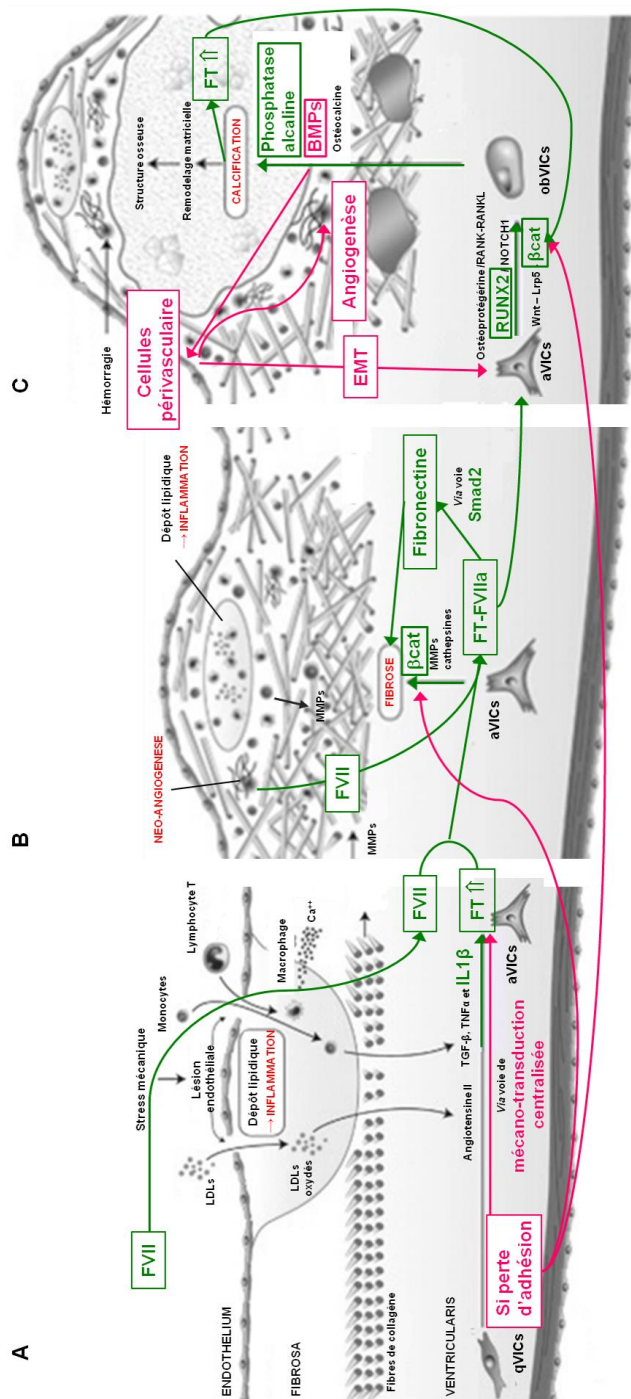 A
FVII
Stress mécanique
Monocytes
Lymphocyte T
LDLs
Lésion
endothéliale
Dépôt lipidique
→ INFLAMMATION
Macrophage
Ca++
LDLs
oxydés
ENDOTHELIUM
FIBROSA
Fibres de collagène
VENTRICULARIS
Angiotensine II
TGF-β, TNFα et IL1β
FVII
FT ⇑
Via voie de
mécano-transduction
centralisée
Si perte
d'adhésion
qVICs
aVICs
B
NEO-ANGIOGENESE
Dépôt lipidique
→ INFLAMMATION
MMPs
FVII
MMPs
FIBROSE
βcat
MMPs
cathepsines
Fibronectine
Via voie
Smad2
FT-FVIIa
aVICs
C
Hémorragie
Structure osseuse
Remodelage matricielle
FT ⇑
CALCIFICATION
Cellules
périvasculaire
Phosphatase
alcaline
BMPs
Ostéocalcine
Angiogenèse
EMT
Ostéoprotégérine /RANK-RANKL
RUNX2 / NOTCH1
Wnt – Lrp5 / βcat
aVICs
obVICs